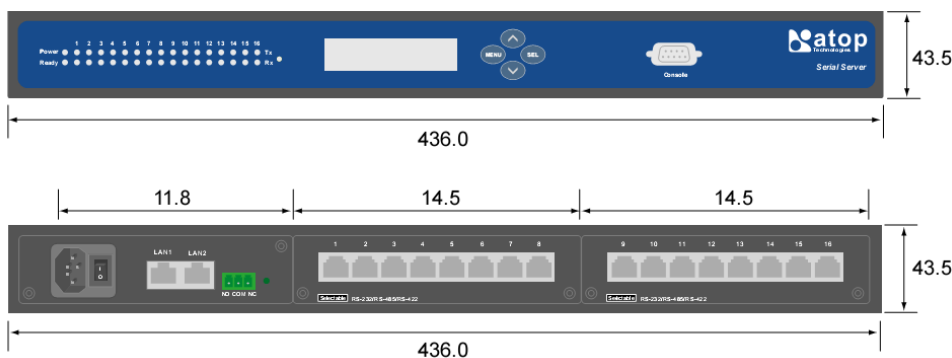 1 2 3 4 5 6 7 8 9 10 11 12 13 14 15 16
Power Tx
Ready Rx
MENU SEL
Console
atop
Technologies
Serial Server
43.5
436.0
11.8 14.5 14.5
LAN1 LAN2
1 2 3 4 5 6 7 8
9 10 11 12 13 14 15 16
I
O
NO COM NC
Selectable RS-232/RS-485/RS-422
Selectable RS-232/RS-485/RS-422
43.5
436.0